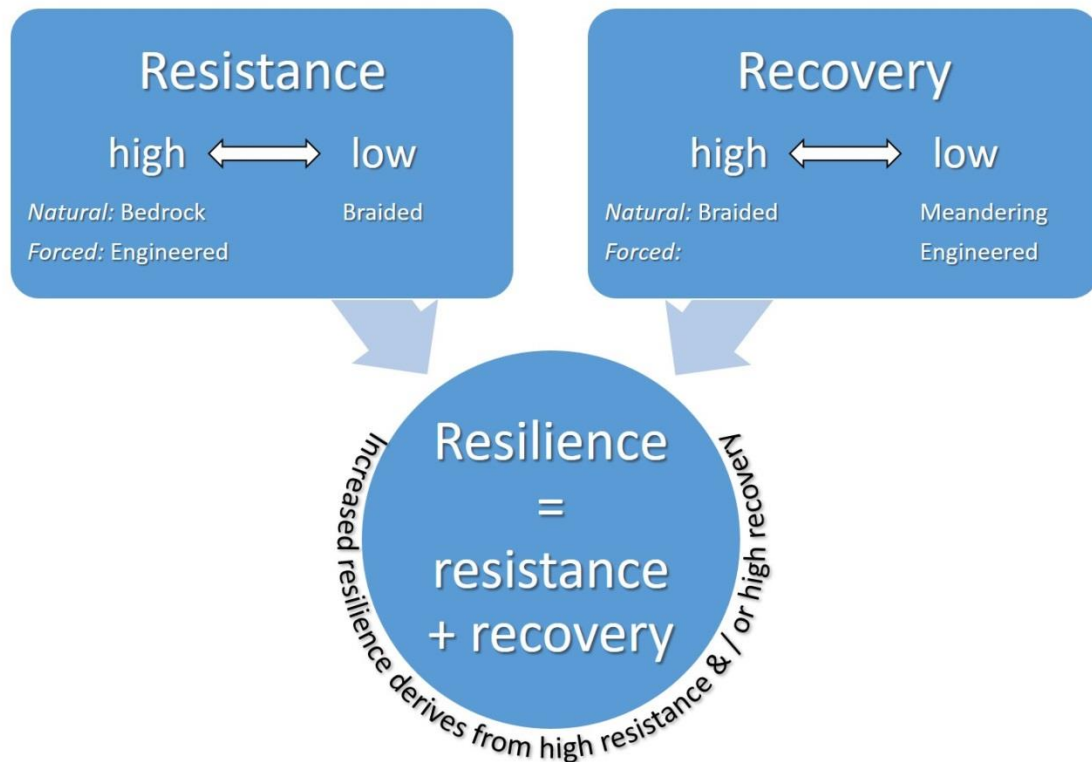 Resistance
high low
Natural: Bedrock Braided
Forced: Engineered
Recovery
high low
Natural: Braided Meandering
Forced: Engineered
Resilience
=
resistance
+ recovery
Increased resilience derives from high resistance & / or high recovery